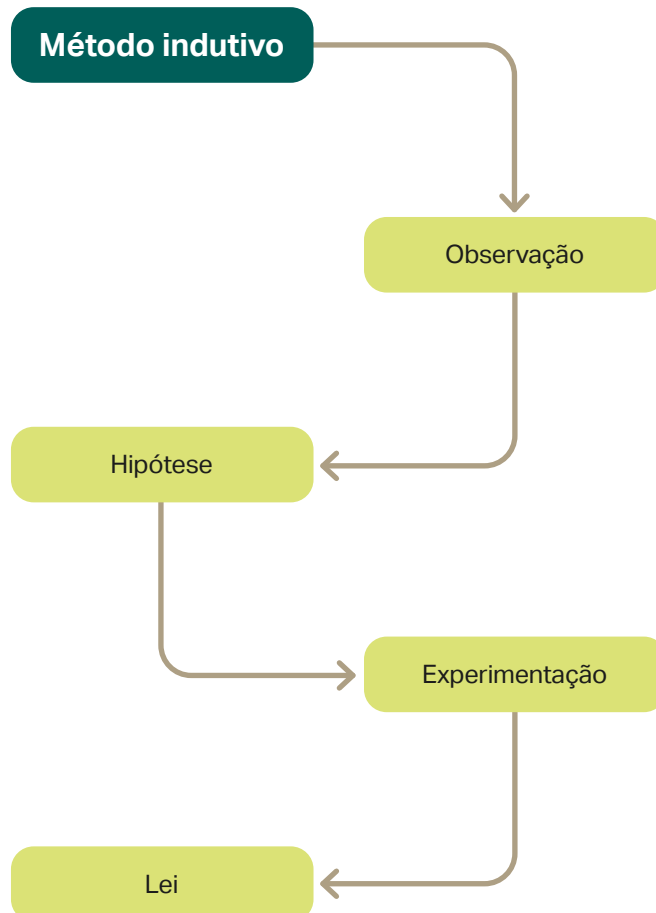 Método indutivo
Observação
Hipótese
Experimentação
Lei